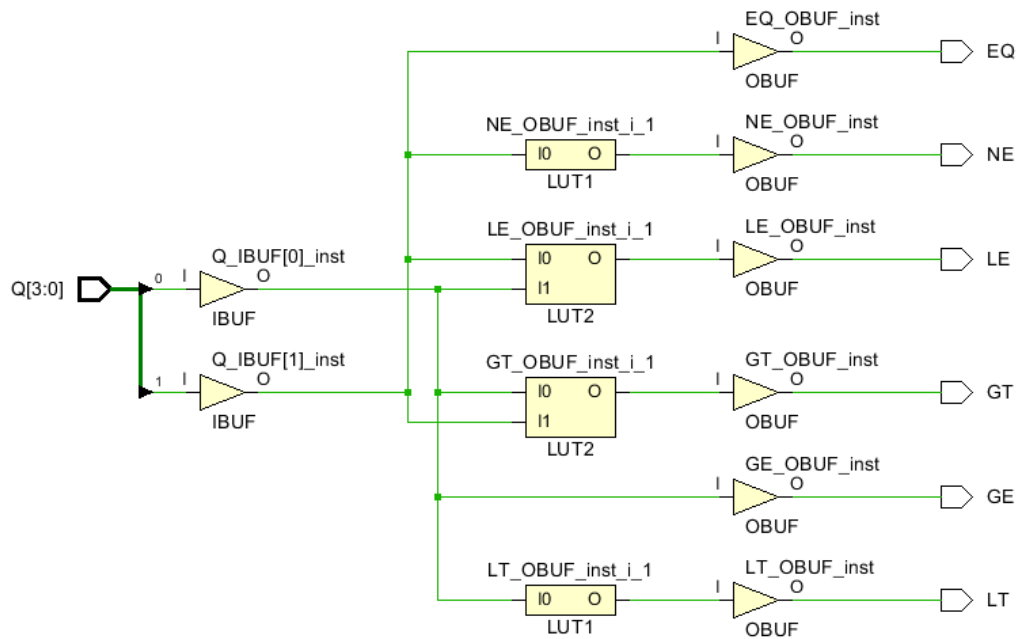 EQ_OBUF_inst
I O
EQ
OBUF
NE_OBUF_inst_i_1
NE_OBUF_inst
I0 O
I O
NE
LUT1
OBUF
LE_OBUF_inst_i_1
LE_OBUF_inst
Q_IBUF[0]_inst
I0 O
I O
LE
Q[3:0]
0
I O
I1
OBUF
IBUF
LUT2
Q_IBUF[1]_inst
GT_OBUF_inst_i_1
GT_OBUF_inst
1
I O
I0 O
I O
GT
IBUF
I1
OBUF
LUT2
GE_OBUF_inst
I O
GE
OBUF
LT_OBUF_inst_i_1
LT_OBUF_inst
I0 O
I O
LT
LUT1
OBUF